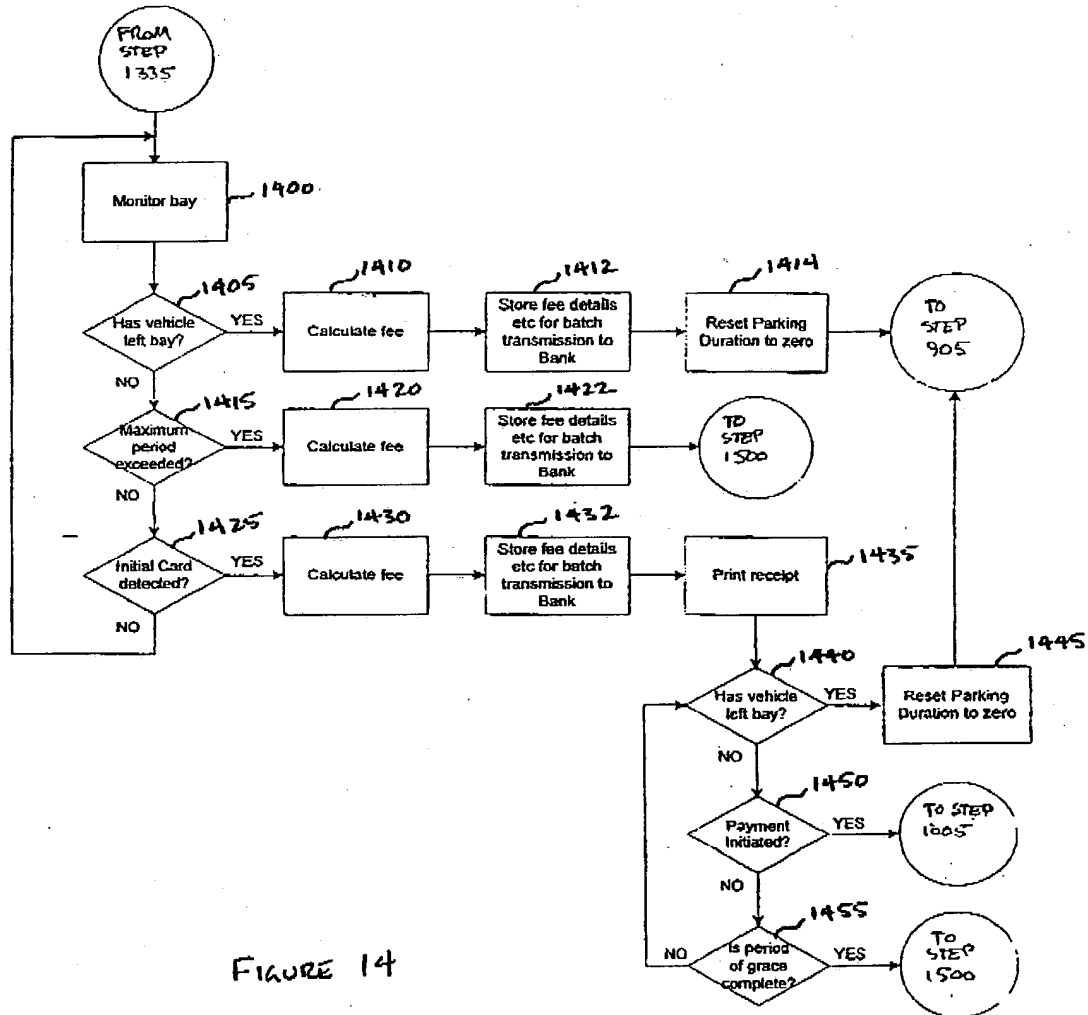 FROM
STEP
1335
Monitor bay
1400
1405
Has vehicle
left bay?
YES
NO
1410
Calculate fee
1412
Store fee details
etc for batch
transmission to
Bank
1414
Reset Parking
Duration to zero
TO
STEP
905
1415
Maximum
period
exceeded?
YES
NO
1420
Calculate fee
1422
Store fee details
etc for batch
transmission to
Bank
TO
STEP
1500
1425
Initial Card
detected?
YES
NO
1430
Calculate fee
1432
Store fee details
etc for batch
transmission to
Bank
1435
Print receipt
1440
Has vehicle
left bay?
YES
NO
1445
Reset Parking
Duration to zero
1450
Payment
Initiated?
YES
NO
TO STEP
1005
1455
Is period
of grace
complete?
NO
YES
TO
STEP
1500
FIGURE 14